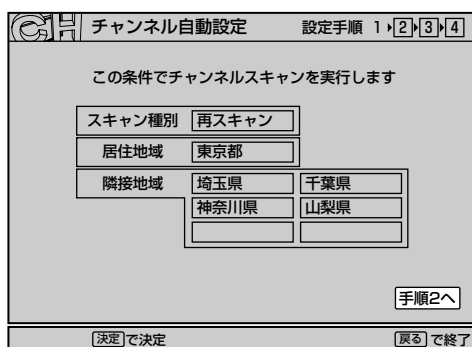 CH チャンネル自動設定 設定手順 1 2 3 4
この条件でチャンネルスキャンを実行します
スキャン種別 再スキャン
居住地域 東京都
隣接地域 埼玉県 千葉県
神奈川県 山梨県
手順2へ
決定 で決定 戻る で終了